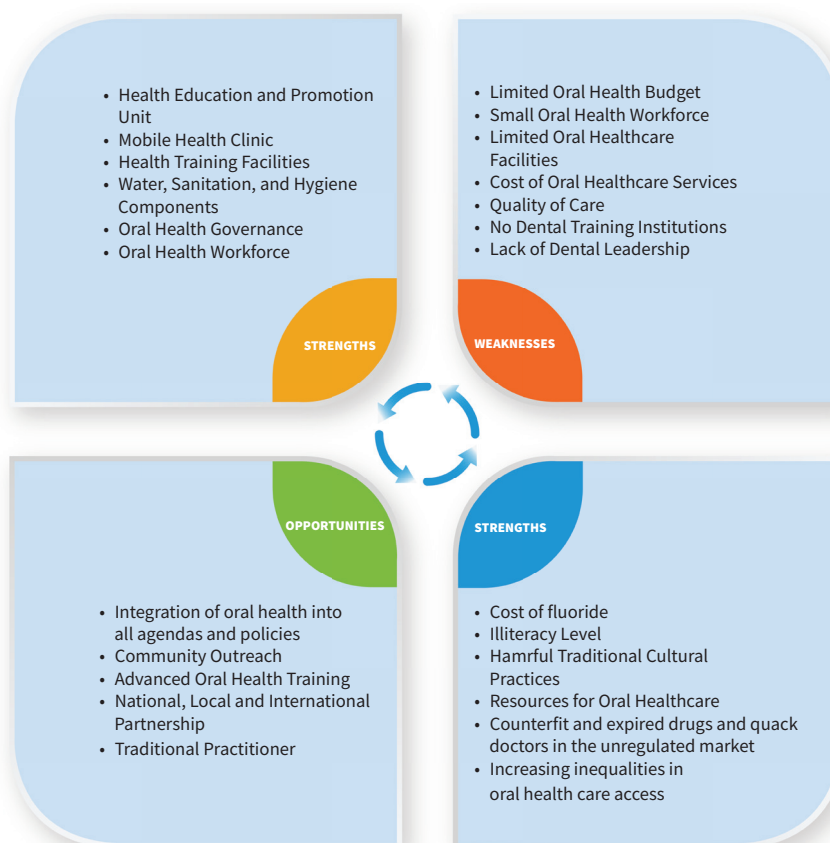 • Health Education and Promotion
Unit
• Mobile Health Clinic
• Health Training Facilities
• Water, Sanitation, and Hygiene
Components
• Oral Health Governance
• Oral Health Workforce
STRENGTHS
• Limited Oral Health Budget
• Small Oral Health Workforce
• Limited Oral Healthcare
Facilities
• Cost of Oral Healthcare Services
• Quality of Care
• No Dental Training Institutions
• Lack of Dental Leadership
WEAKNESSES
OPPORTUNITIES
• Integration of oral health into
all agendas and policies
• Community Outreach
• Advanced Oral Health Training
• National, Local and International
Partnership
• Traditional Practitioner
STRENGTHS
• Cost of fluoride
• Illiteracy Level
• Hamrful Traditional Cultural
Practices
• Resources for Oral Healthcare
• Counterfit and expired drugs and quack
doctors in the unregulated market
• Increasing inequalities in
oral health care access